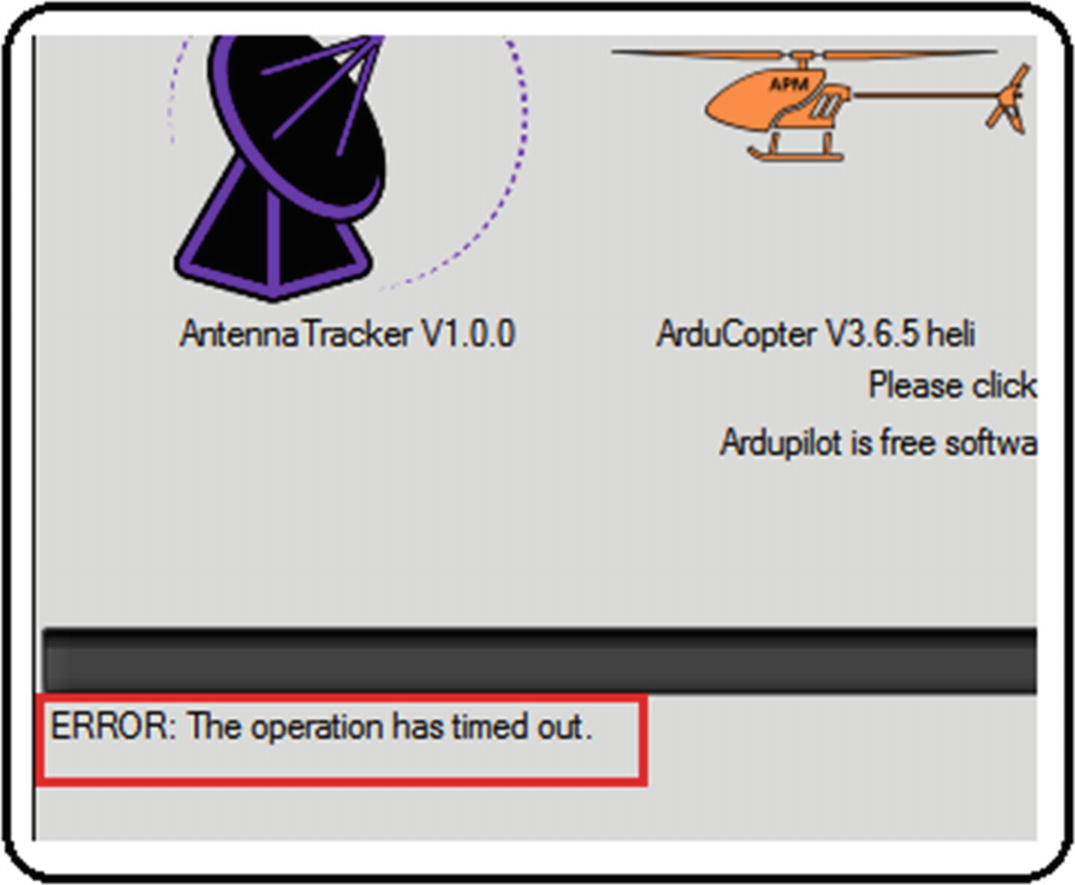 APM
AntennaTracker V1.0.0
ArduCopter V3.6.5 heli
Please click
Ardupilot is free softwa
ERROR: The operation has timed out.